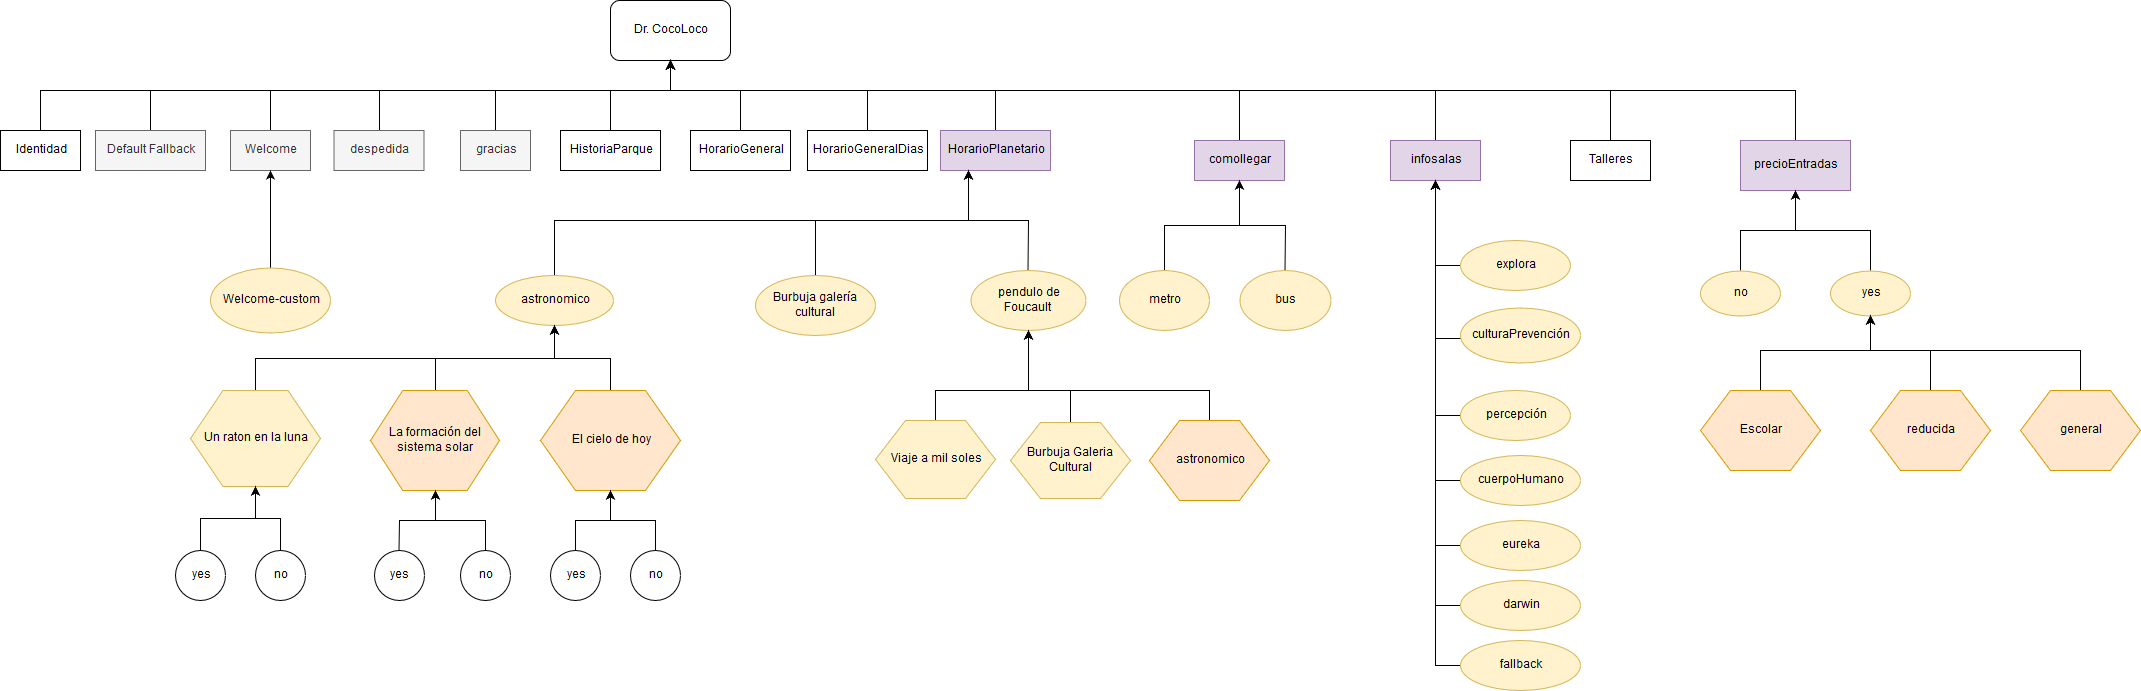 Dr. CocoLoco
Identidad
Default Fallback
Welcome
despedida
gracias
HistoriaParque
HorarioGeneral
HorarioGeneralDias
HorarioPlanetario
comollegar
infosalas
Talleres
precioEntradas
Welcome-custom
astronomico
Burbuja galería
cultural
pendulo de
Foucault
metro
bus
explora
culturaPrevención
percepción
cuerpoHumano
eureka
darwin
fallback
no
yes
Un raton en la luna
La formación del
sistema solar
El cielo de hoy
Viaje a mil soles
Burbuja Galeria
Cultural
astronomico
Escolar
reducida
general
yes
no
yes
no
yes
no